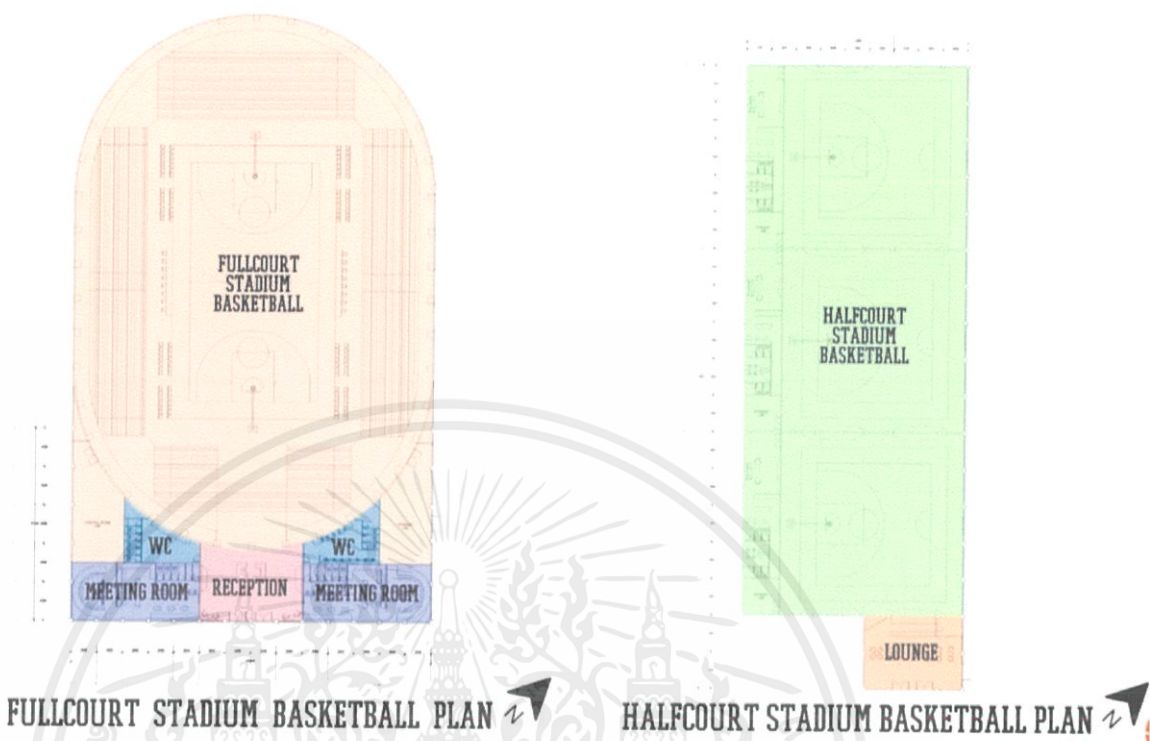 FULLCOURT
STADIUM
BASKETBALL
WC
WC
MEETING ROOM
RECEPTION
MEETING ROOM
FULLCOURT STADIUM BASKETBALL PLAN
N
HALFCOURT
STADIUM
BASKETBALL
LOUNGE
HALFCOURT STADIUM BASKETBALL PLAN
N